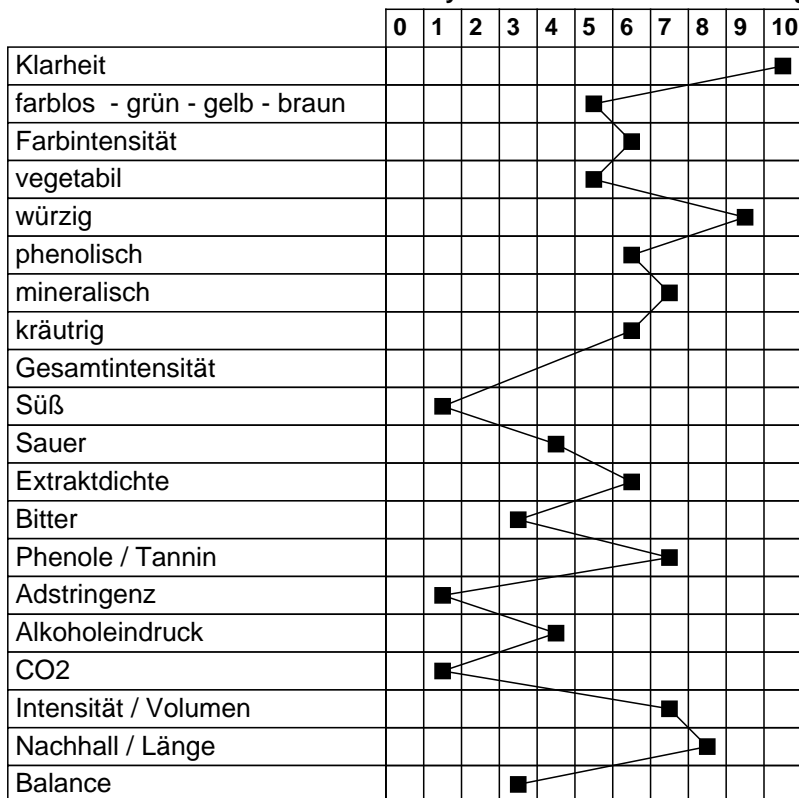 0 1 2 3 4 5 6 7 8 9 10
Klarheit
farblos - grün - gelb - braun
Farbintensität
vegetabil
würzig
phenolisch
mineralisch
kräutrig
Gesamtintensität
Süß
Sauer
Extraktdichte
Bitter
Phenole / Tannin
Adstringenz
Alkoholeindruck
CO2
Intensität / Volumen
Nachhall / Länge
Balance